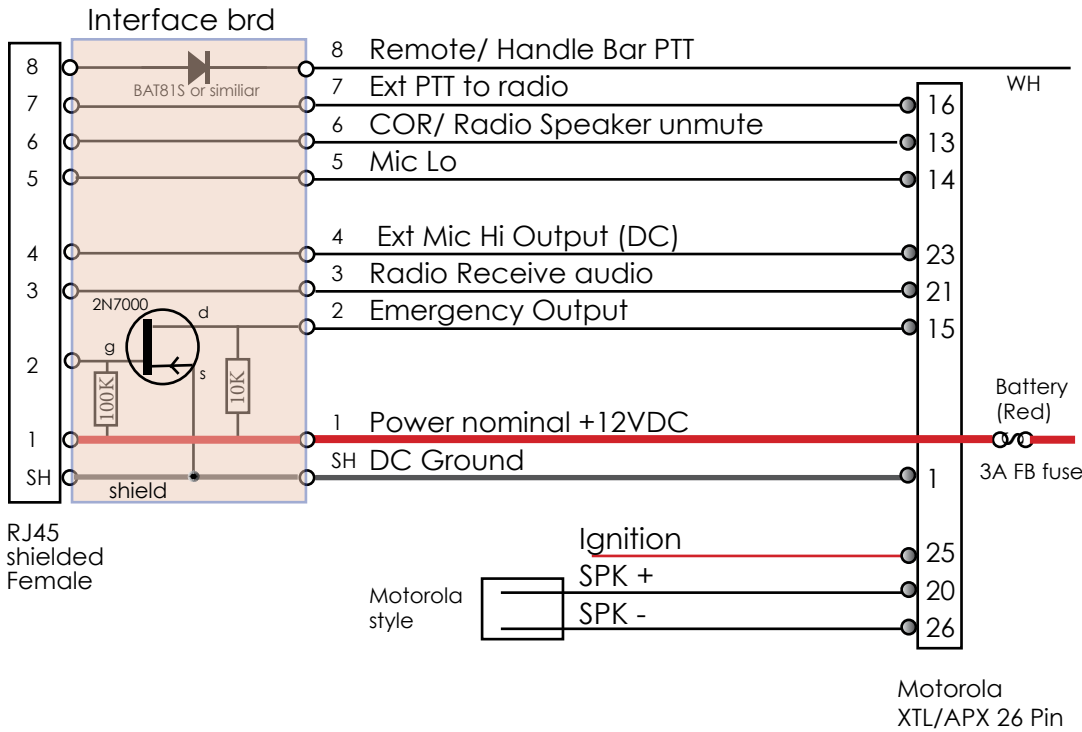 Interface brd
8
BAT81S or similiar
8 Remote/ Handle Bar PTT
WH
7
7 Ext PTT to radio
16
6
6 COR/ Radio Speaker unmute
13
5
5 Mic Lo
14
4
4 Ext Mic Hi Output (DC)
23
3
3 Radio Receive audio
21
2N7000
d
2 Emergency Output
15
2
g
s
100K
10K
Battery
(Red)
1
1 Power nominal +12VDC
3A FB fuse
SH
shield
SH DC Ground
1
RJ45
shielded
Female
Ignition
25
Motorola
style
SPK +
20
SPK -
26
Motorola
XTL/APX 26 Pin